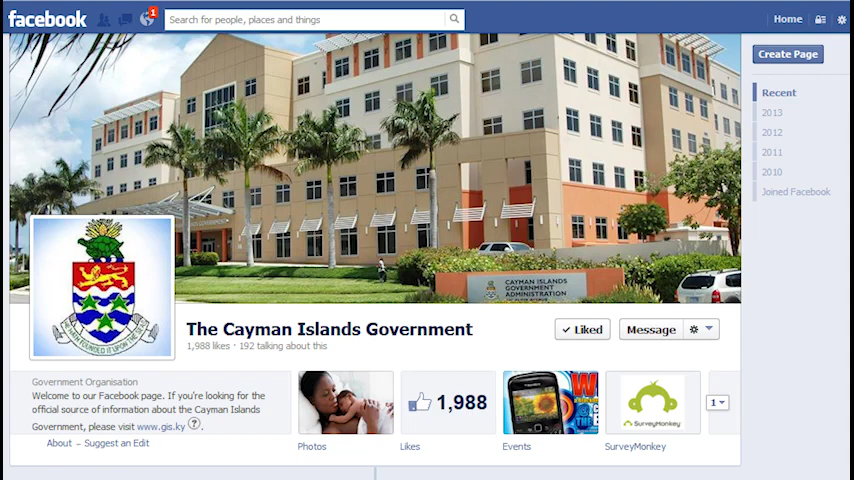 facebook
1
Search for people, places and things
Home
Create Page
Recent
2013
2012
2011
2010
Joined Facebook
CAYMAN ISLANDS
GOVERNMENT
ADMINISTRATION
The Cayman Islands Government
1,988 likes · 192 talking about this
✓ Liked
Message
Government Organisation
Welcome to our Facebook page. If you're looking for the
official source of information about the Cayman Islands
Government, please visit www.gis.ky ?.
About – Suggest an Edit
1,988
SurveyMonkey
1
Photos
Likes
Events
SurveyMonkey